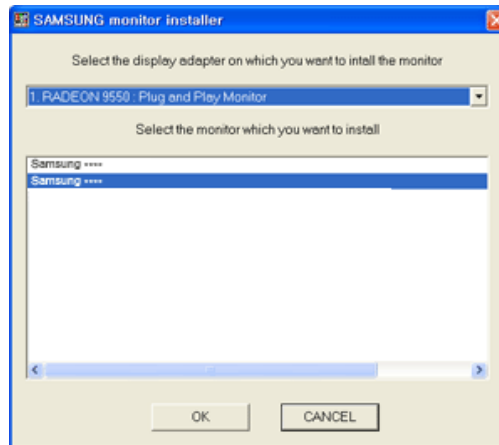 SAMSUNG monitor installer
Select the display adapter on which you want to intall the monitor
1. RADEON 9550 : Plug and Play Monitor
Select the monitor which you want to install
Samsung ····
Samsung ····
OK
CANCEL